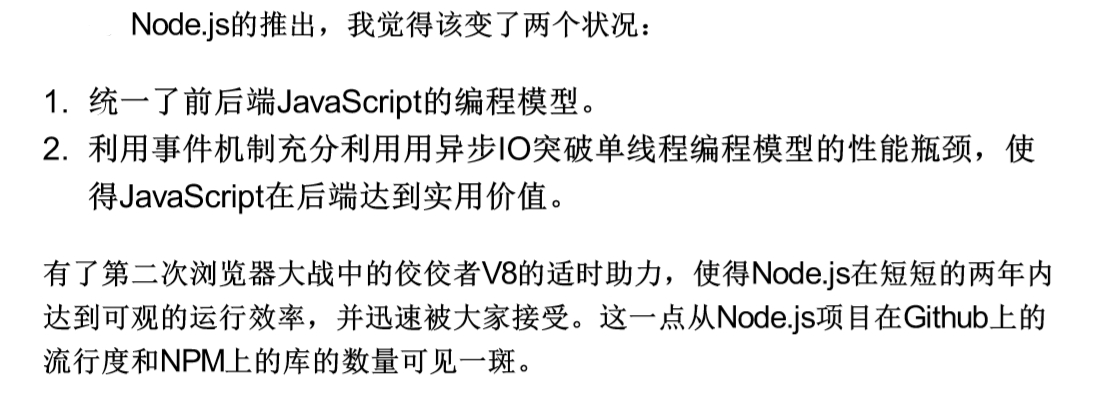 Node.js的推出，我觉得该变了两个状况：
1. 统一了前后端JavaScript的编程模型。
2. 利用事件机制充分利用用异步IO突破单线程编程模型的性能瓶颈，使
得JavaScript在后端达到实用价值。
有了第二次浏览器大战中的佼佼者V8的适时助力，使得Node.js在短短的两年内
达到可观的运行效率，并迅速被大家接受。这一点从Node.js项目在Github上的
流行度和NPM上的库的数量可见一斑。